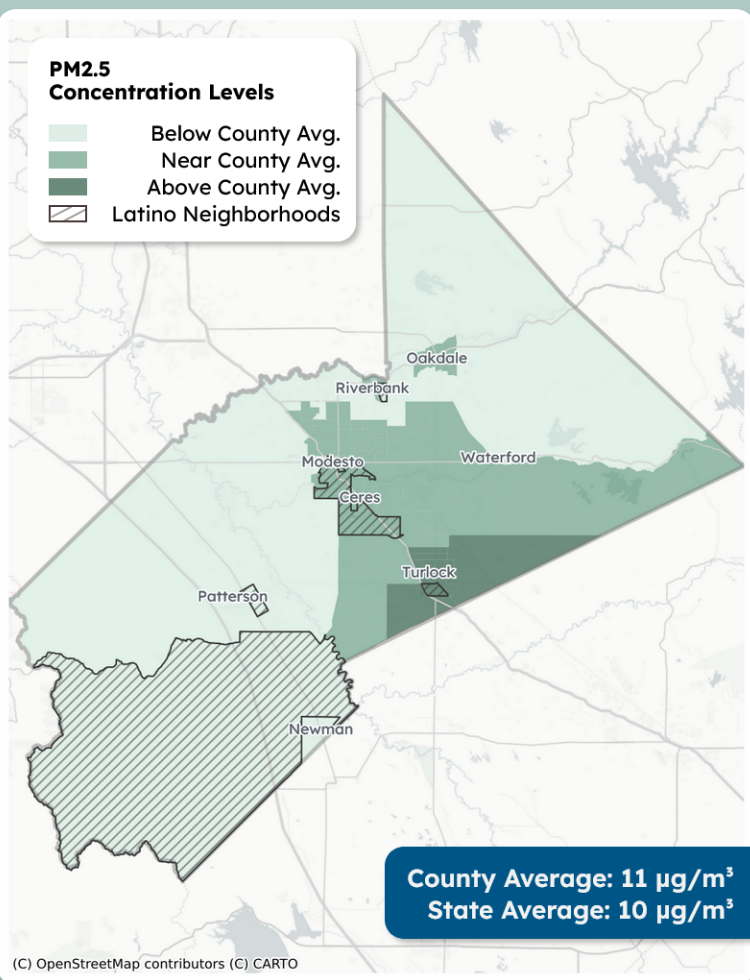 PM2.5
Concentration Levels
Below County Avg.
Near County Avg.
Above County Avg.
Latino Neighborhoods
Oakdale
Riverbank
Modesto
Waterford
Ceres
Turlock
Patterson
Newman
County Average: 11 µg/m³
State Average: 10 µg/m³
(C) OpenStreetMap contributors (C) CARTO